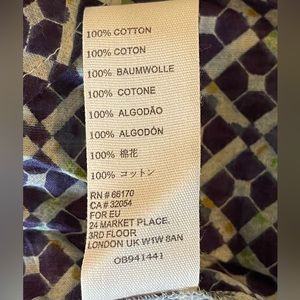 100% COTTON
100% COTON
100% BAUMWOLLE
100% COTONE
100% ALGODÃO
100% ALGODÓN
100% 棉花
100% コットン
RN # 66170
CA # 32054
FOR EU
24 MARKET PLACE,
3RD FLOOR
LONDON UK W1W 8AN
OB941441